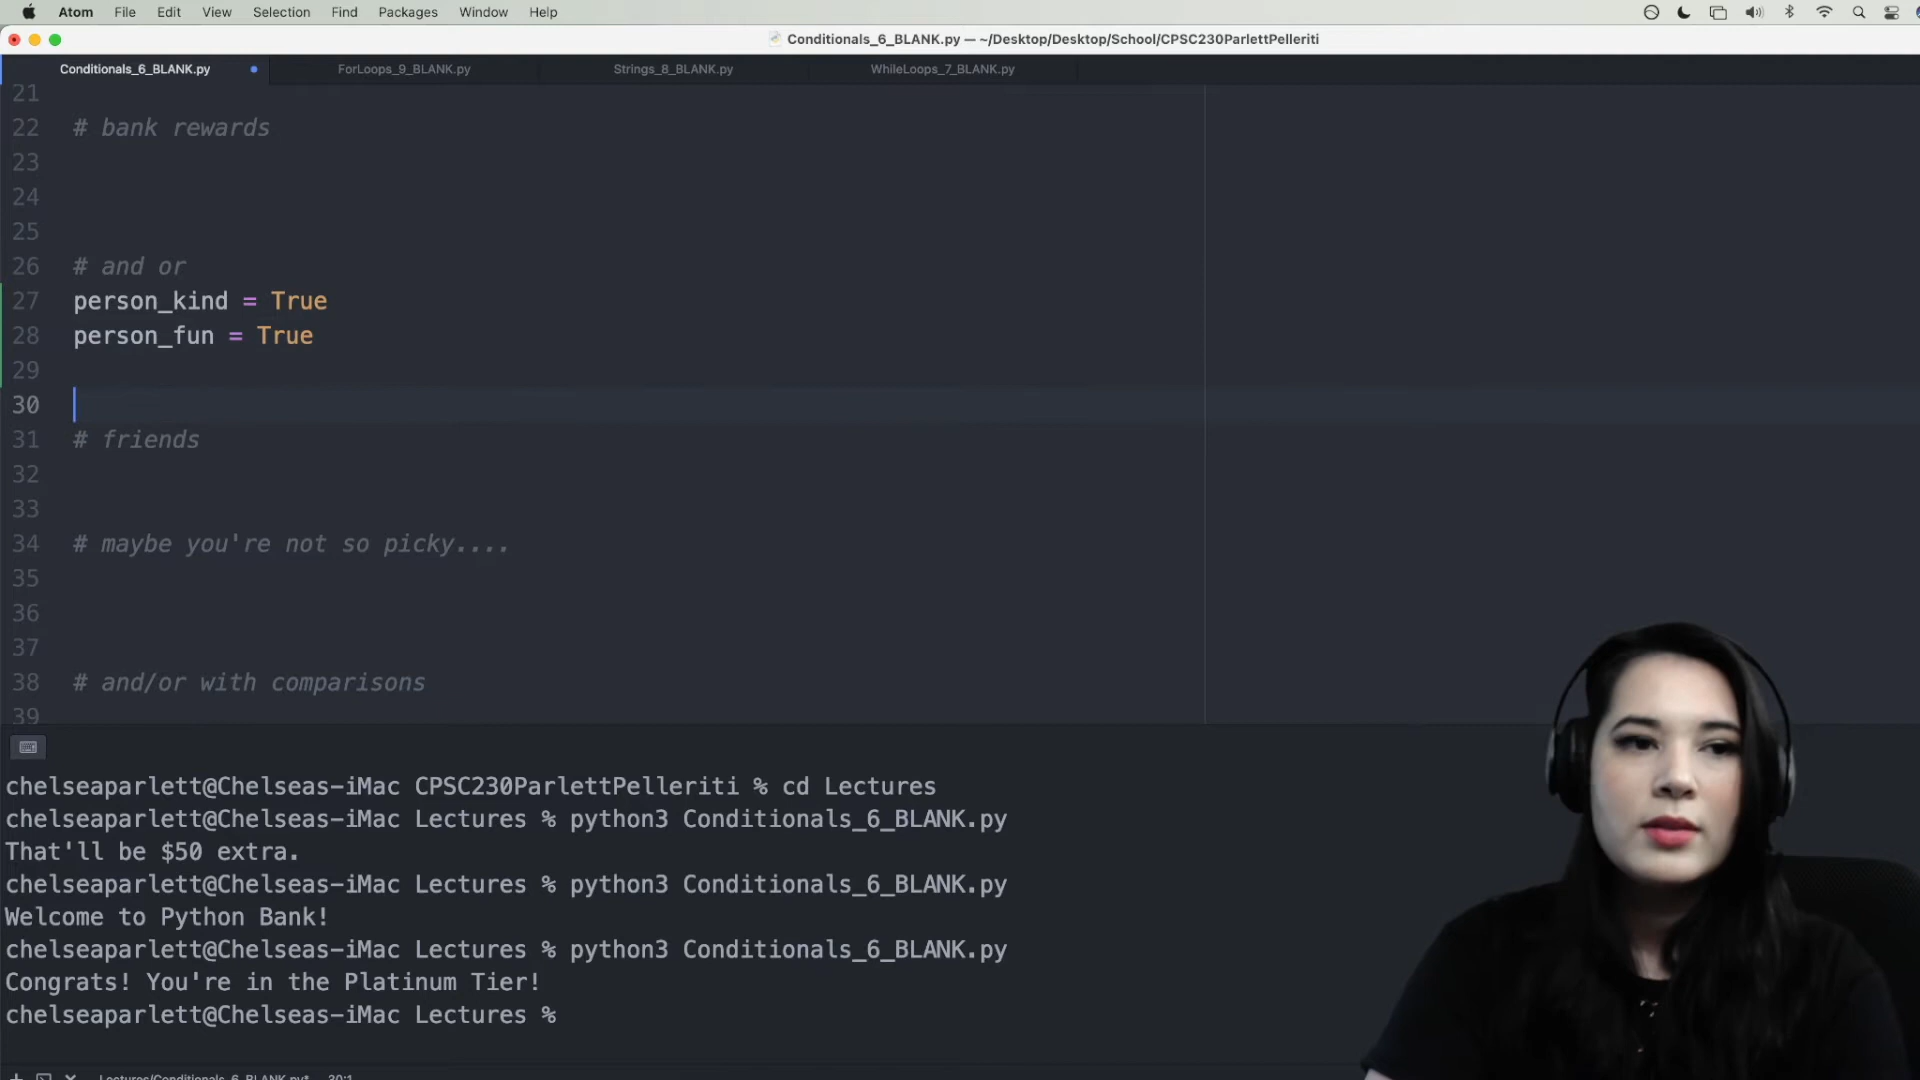 Atom File Edit View Selection Find Packages Window Help
Conditionals_6_BLANK.py — ~/Desktop/Desktop/School/CPSC230ParlettPelleriti
Conditionals_6_BLANK.py ForLoops_9_BLANK.py Strings_8_BLANK.py WhileLoops_7_BLANK.py
21
22 # bank rewards
23
24
25
26 # and or
27 person_kind = True
28 person_fun = True
29
30
31 # friends
32
33
34 # maybe you're not so picky....
35
36
37
38 # and/or with comparisons
39
chelseaparlett@Chelseas-iMac CPSC230ParlettPelleriti % cd Lectures
chelseaparlett@Chelseas-iMac Lectures % python3 Conditionals_6_BLANK.py
That'll be $50 extra.
chelseaparlett@Chelseas-iMac Lectures % python3 Conditionals_6_BLANK.py
Welcome to Python Bank!
chelseaparlett@Chelseas-iMac Lectures % python3 Conditionals_6_BLANK.py
Congrats! You're in the Platinum Tier!
chelseaparlett@Chelseas-iMac Lectures %
Lectures/Conditionals_6_BLANK.py* 30:1